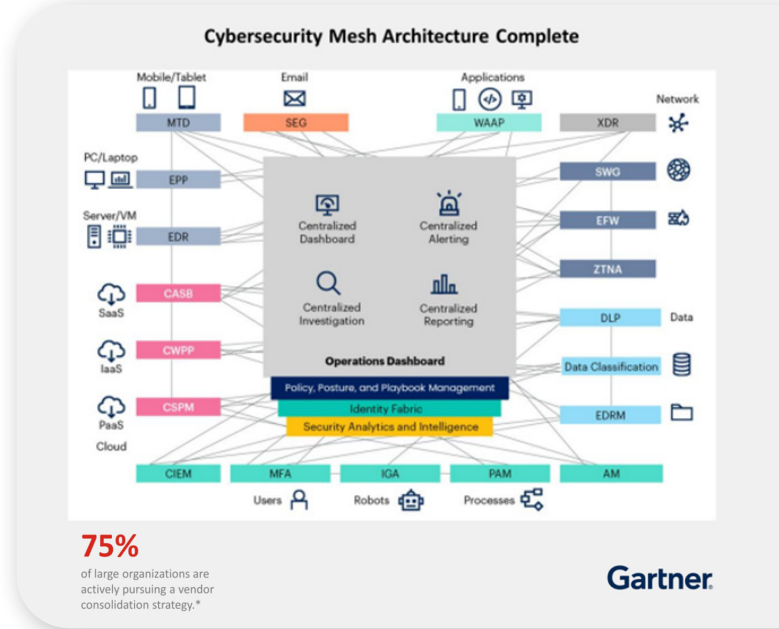 Cybersecurity Mesh Architecture Complete
Mobile/Tablet
Email
Applications
Network
MTD
SEG
WAAP
XDR
PC/Laptop
EPP
SWG
Server/VM
EDR
EFW
Centralized
Dashboard
Centralized
Alerting
ZTNA
CASB
SaaS
Centralized
Investigation
Centralized
Reporting
DLP
Data
CWPP
IaaS
Operations Dashboard
Data Classification
Policy, Posture, and Playbook Management
CSPM
PaaS
Identity Fabric
EDRM
Security Analytics and Intelligence
Cloud
CIEM
MFA
IGA
PAM
AM
Users
Robots
Processes
75%
of large organizations are
actively pursuing a vendor
consolidation strategy.*
Gartner.